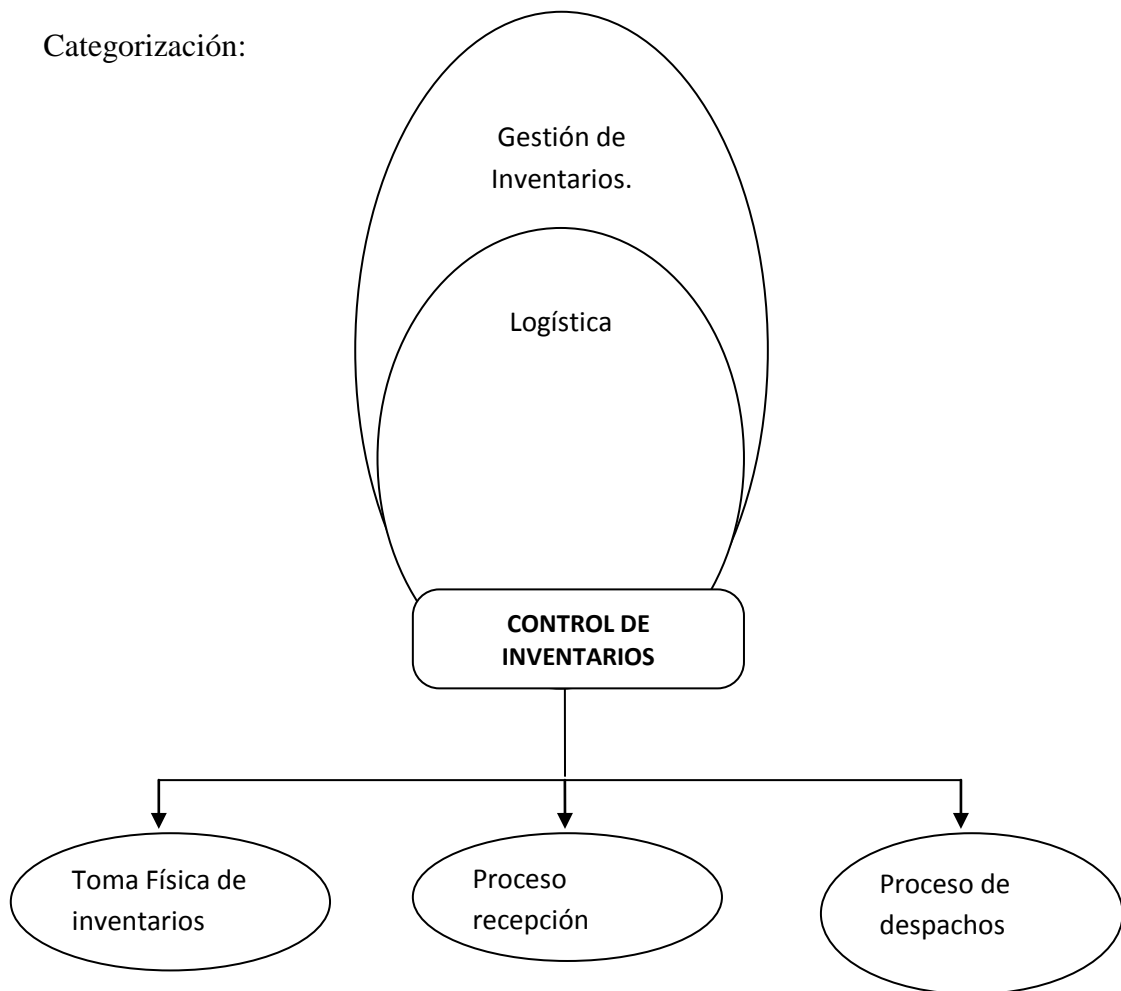 Categorización:
Gestión de
Inventarios.
Logística
CONTROL DE
INVENTARIOS
Toma Física de
inventarios
Proceso
recepción
Proceso de
despachos